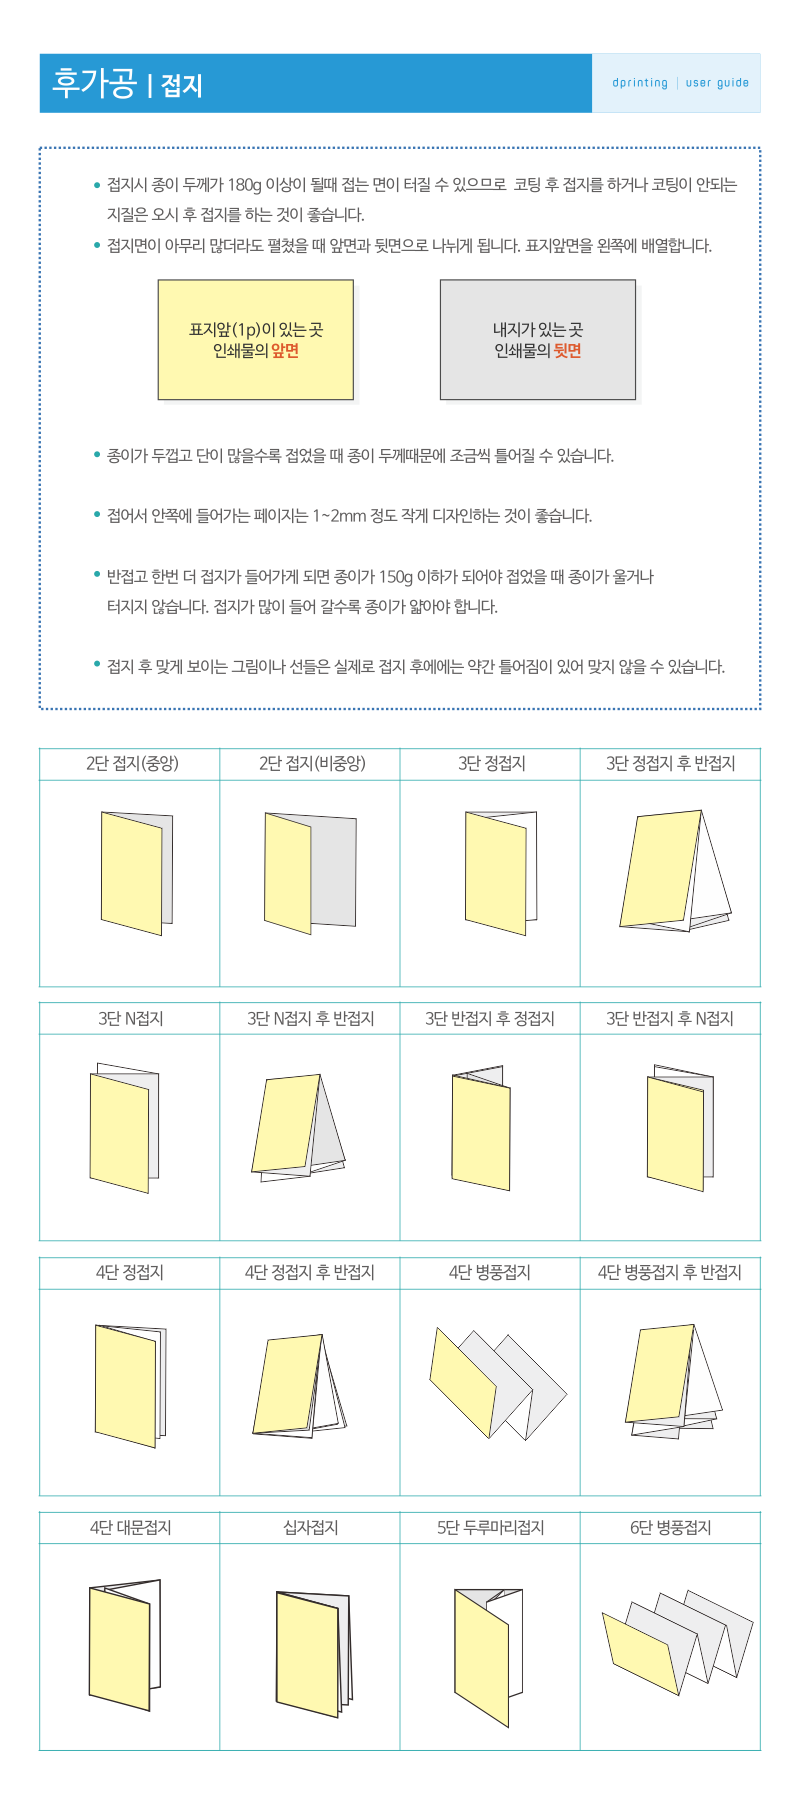 후가공 | 접지
dprinting | user guide
• 접지시 종이 두께가 180g 이상이 될때 접는 면이 터질 수 있으므로 코팅 후 접지를 하거나 코팅이 안되는
지질은 오시 후 접지를 하는 것이 좋습니다.
• 접지면이 아무리 많더라도 펼쳤을 때 앞면과 뒷면으로 나뉘게 됩니다. 표지앞면을 왼쪽에 배열합니다.
표지앞(1p)이 있는 곳
인쇄물의 앞면
내지가 있는 곳
인쇄물의 뒷면
• 종이가 두껍고 단이 많을수록 접었을 때 종이 두께때문에 조금씩 틀어질 수 있습니다.
• 접어서 안쪽에 들어가는 페이지는 1~2mm 정도 작게 디자인하는 것이 좋습니다.
• 반접고 한번 더 접지가 들어가게 되면 종이가 150g 이하가 되어야 접었을 때 종이가 울거나
터지지 않습니다. 접지가 많이 들어 갈수록 종이가 얇아야 합니다.
• 접지 후 맞게 보이는 그림이나 선들은 실제로 접지 후에에는 약간 틀어짐이 있어 맞지 않을 수 있습니다.
2단 접지(중앙)
2단 접지(비중앙)
3단 정접지
3단 정접지 후 반접지
3단 N접지
3단 N접지 후 반접지
3단 반접지 후 정접지
3단 반접지 후 N접지
4단 정접지
4단 정접지 후 반접지
4단 병풍접지
4단 병풍접지 후 반접지
4단 대문접지
십자접지
5단 두루마리접지
6단 병풍접지